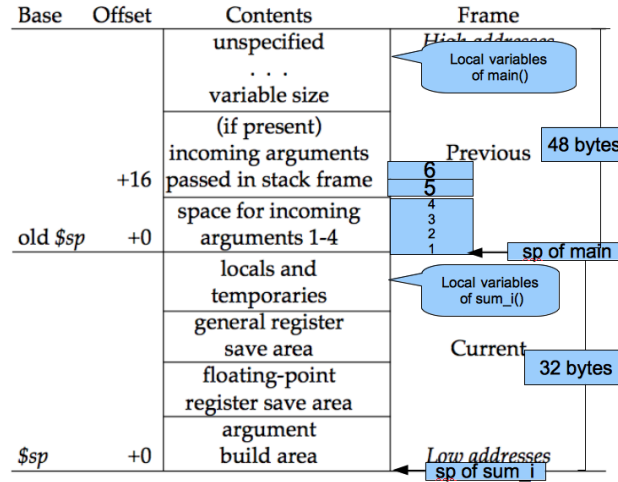 Base Offset Contents Frame
unspecified High addresses
. . .
variable size
Local variables
of main()
(if present)
incoming arguments Previous
+16 passed in stack frame
48 bytes
6
5
space for incoming
old $sp +0 arguments 1-4
4
3
2
1
sp of main
locals and
temporaries
Local variables
of sum_i()
general register
save area Current
32 bytes
floating-point
register save area
argument
$sp +0 build area Low addresses
sp of sum_i